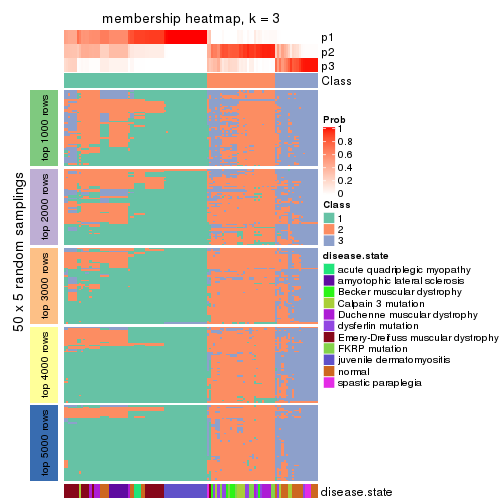 membership heatmap, k = 3
p1
p2
p3
Class
50 x 5 random samplings
top 1000 rows
top 2000 rows
top 3000 rows
top 4000 rows
top 5000 rows
Prob
1
0.8
0.6
0.4
0.2
0
Class
1
2
3
disease.state
acute quadriplegic myopathy
amyotophic lateral sclerosis
Becker muscular dystrophy
Calpain 3 mutation
Duchenne muscular dystrophy
dysferlin mutation
Emery-Dreifuss muscular dystrophy
FKRP mutation
juvenile dermatomyositis
normal
spastic paraplegia
disease.state